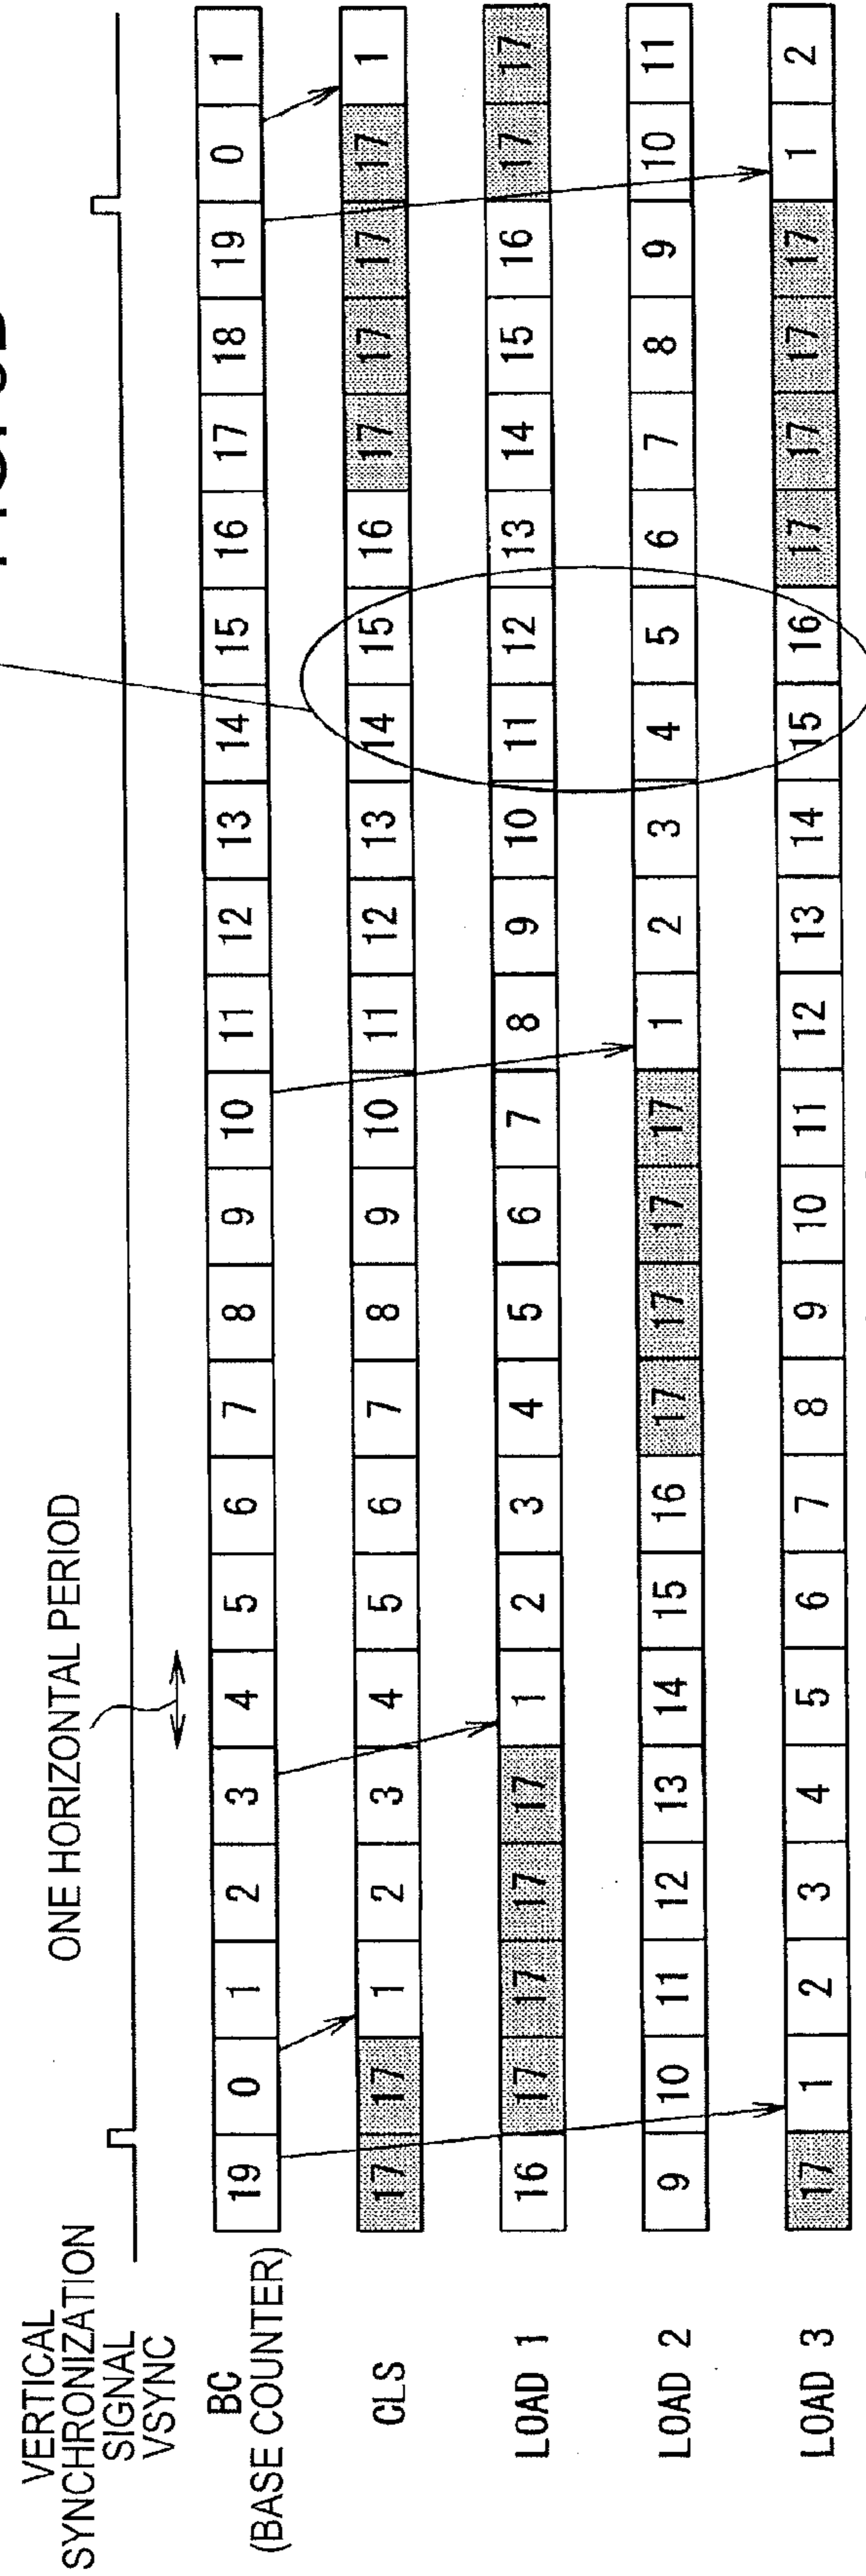 VERTICAL
SYNCHRONIZATION
SIGNAL
VSYNC
ONE HORIZONTAL PERIOD
BC
(BASE COUNTER)
19 0 1 2 3 4 5 6 7 8 9 10 11 12 13 14 15 16 17 18 19 0 1
CLS
17 17 1 2 3 4 5 6 7 8 9 10 11 12 13 14 15 16 17 17 17 17 1
LOAD 1
16 17 17 17 17 1 2 3 4 5 6 7 8 9 10 11 12 13 14 15 16 17 17
LOAD 2
9 10 11 12 13 14 15 16 17 17 17 17 1 2 3 4 5 6 7 8 9 10 11
LOAD 3
17 1 2 3 4 5 6 7 8 9 10 11 12 13 14 15 16 17 17 17 17 1 2